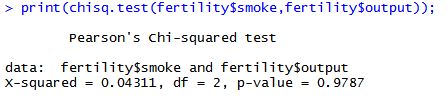 > print(chisq.test(fertility$smoke,fertility$output));
Pearson's Chi-squared test
data:  fertility$smoke and fertility$output
X-squared = 0.04311, df = 2, p-value = 0.9787